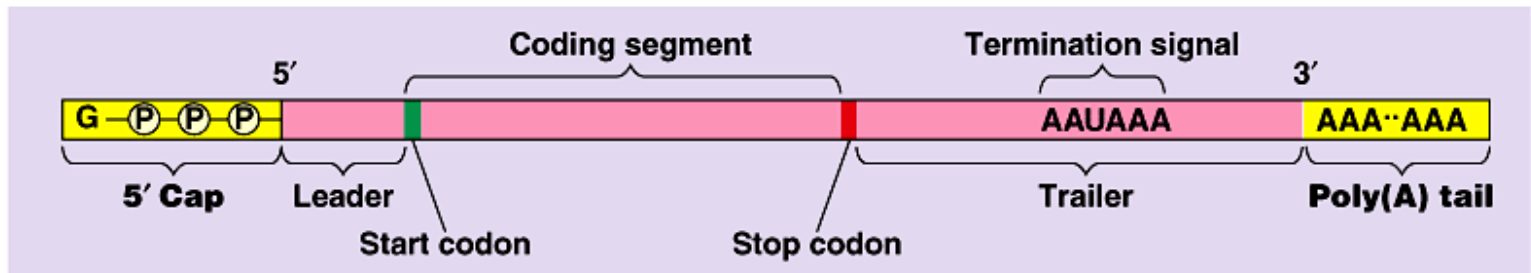 Coding segment
Termination signal
5′
3′
G P P P
AAUAAA
AAA··AAA
5′ Cap
Leader
Trailer
Poly(A) tail
Start codon
Stop codon